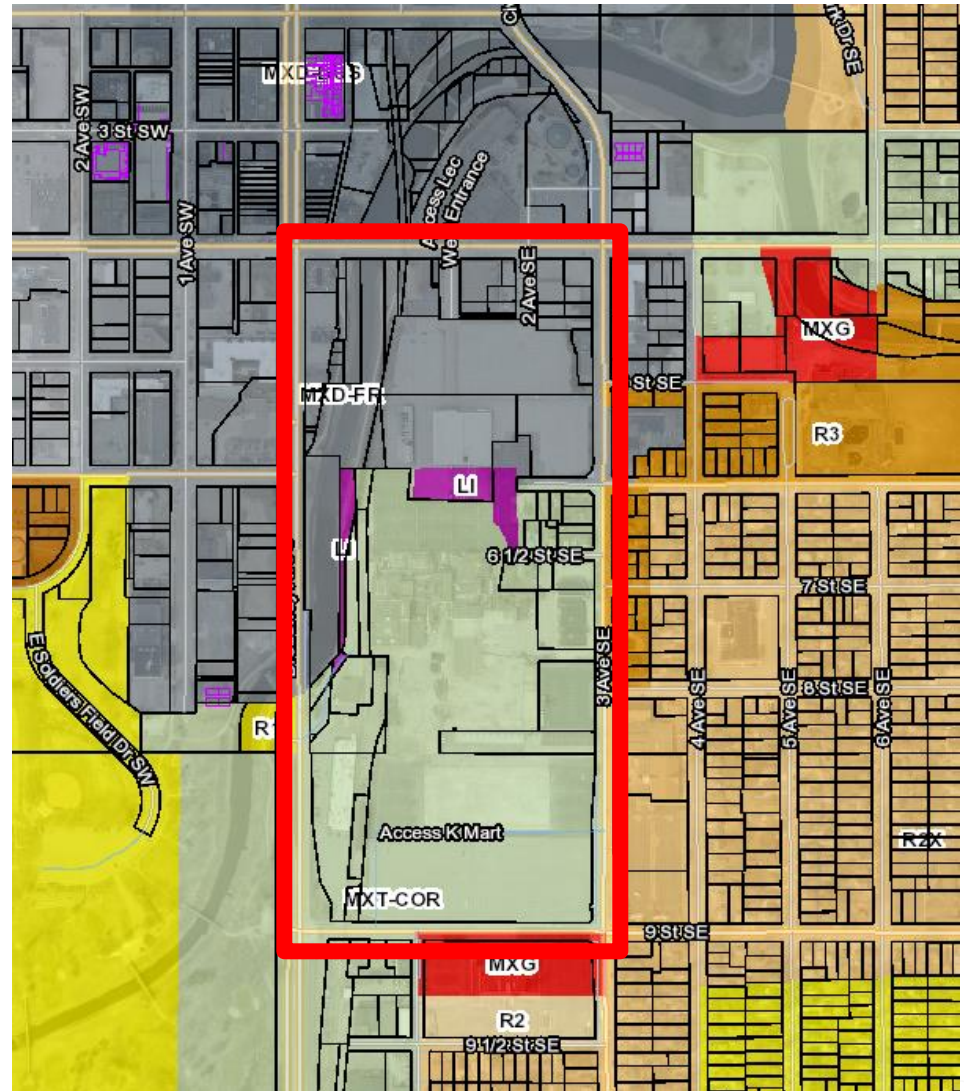 MXD-
3 St SW
2 Ave SW
1 Ave SW
Access Lec
Entrance
2 Ave SE
MXG
MXD-FR
St SE
R3
LI
LI
6 1/2 St SE
7 St SE
3 Ave SE
8 St SE
4 Ave SE
5 Ave SE
6 Ave SE
E Soldiers Field Dr SW
R1
Access K Mart
R2X
MXT-COR
9 St SE
MXG
R2
9 1/2 St SE